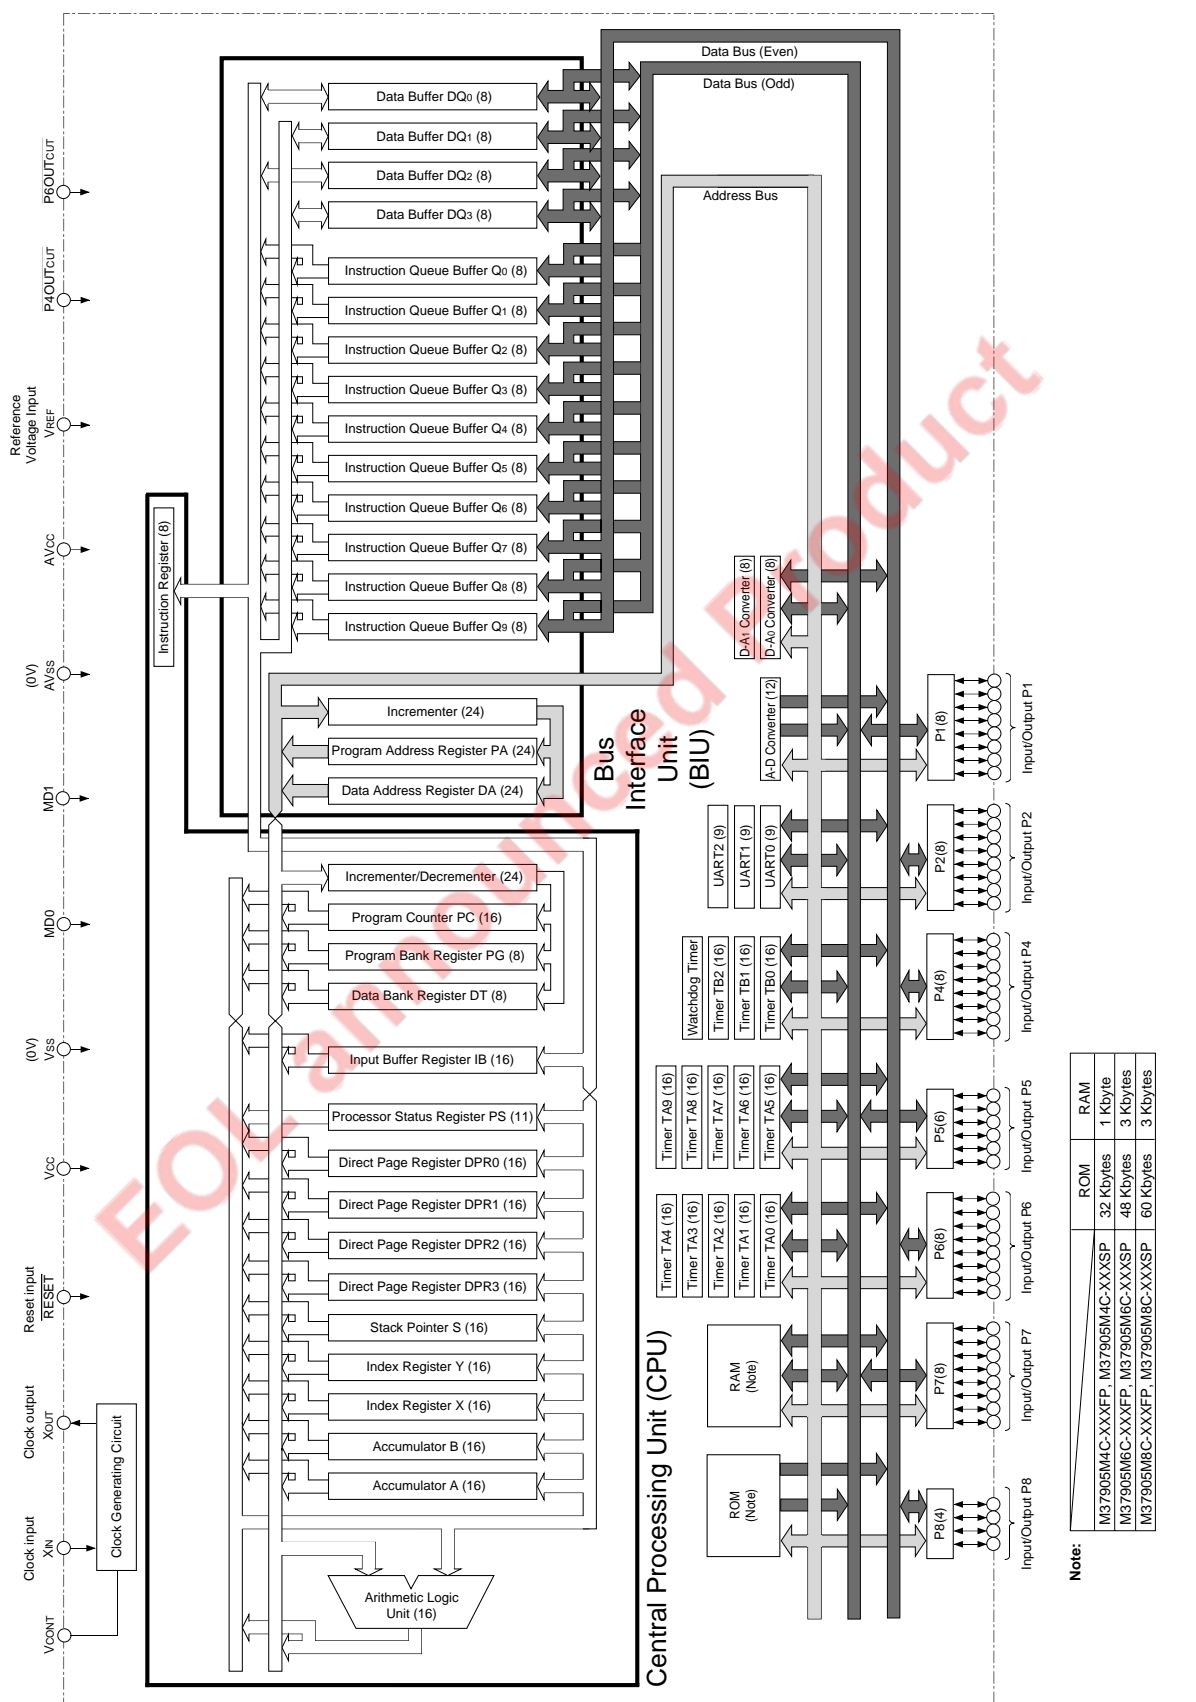 Data Bus (Even)
Data Bus (Odd)
Address Bus
Data Buffer DQ0 (8)
Data Buffer DQ1 (8)
Data Buffer DQ2 (8)
Data Buffer DQ3 (8)
Instruction Queue Buffer Q0 (8)
Instruction Queue Buffer Q1 (8)
Instruction Queue Buffer Q2 (8)
Instruction Queue Buffer Q3 (8)
Instruction Queue Buffer Q4 (8)
Instruction Queue Buffer Q5 (8)
Instruction Queue Buffer Q6 (8)
Instruction Queue Buffer Q7 (8)
Instruction Queue Buffer Q8 (8)
Instruction Queue Buffer Q9 (8)
Incrementer (24)
Program Address Register PA (24)
Data Address Register DA (24)
Bus
Interface
Unit
(BIU)
Incrementer/Decrementer (24)
Program Counter PC (16)
Program Bank Register PG (8)
Data Bank Register DT (8)
Input Buffer Register IB (16)
Processor Status Register PS (11)
Direct Page Register DPR0 (16)
Direct Page Register DPR1 (16)
Direct Page Register DPR2 (16)
Direct Page Register DPR3 (16)
Stack Pointer S (16)
Index Register Y (16)
Index Register X (16)
Accumulator B (16)
Accumulator A (16)
Arithmetic Logic
Unit (16)
Central Processing Unit (CPU)
Instruction Register (8)
P6OUTCUT
P4OUTCUT
Reference
Voltage Input
VREF
AVCC
(0V)
AVSS
MD1
MD0
(0V)
VSS
VCC
Reset input
RESET
Clock output
XOUT
Clock input
XIN
VCONT
Clock Generating Circuit
D-A1 Converter (8)
D-A0 Converter (8)
A-D Converter (12)
UART2 (9)
UART1 (9)
UART0 (9)
Watchdog Timer
Timer TB2 (16)
Timer TB1 (16)
Timer TB0 (16)
Timer TA9 (16)
Timer TA8 (16)
Timer TA7 (16)
Timer TA6 (16)
Timer TA5 (16)
Timer TA4 (16)
Timer TA3 (16)
Timer TA2 (16)
Timer TA1 (16)
Timer TA0 (16)
RAM
(Note)
ROM
(Note)
P1(8)
Input/Output P1
P2(8)
Input/Output P2
P4(8)
Input/Output P4
P5(6)
Input/Output P5
P6(8)
Input/Output P6
P7(8)
Input/Output P7
P8(4)
Input/Output P8
Note:
ROM RAM
M37905M4C-XXXFP, M37905M4C-XXXSP 32 Kbytes 1 Kbyte
M37905M6C-XXXFP, M37905M6C-XXXSP 48 Kbytes 3 Kbytes
M37905M8C-XXXFP, M37905M8C-XXXSP 60 Kbytes 3 Kbytes
EOL announced Product